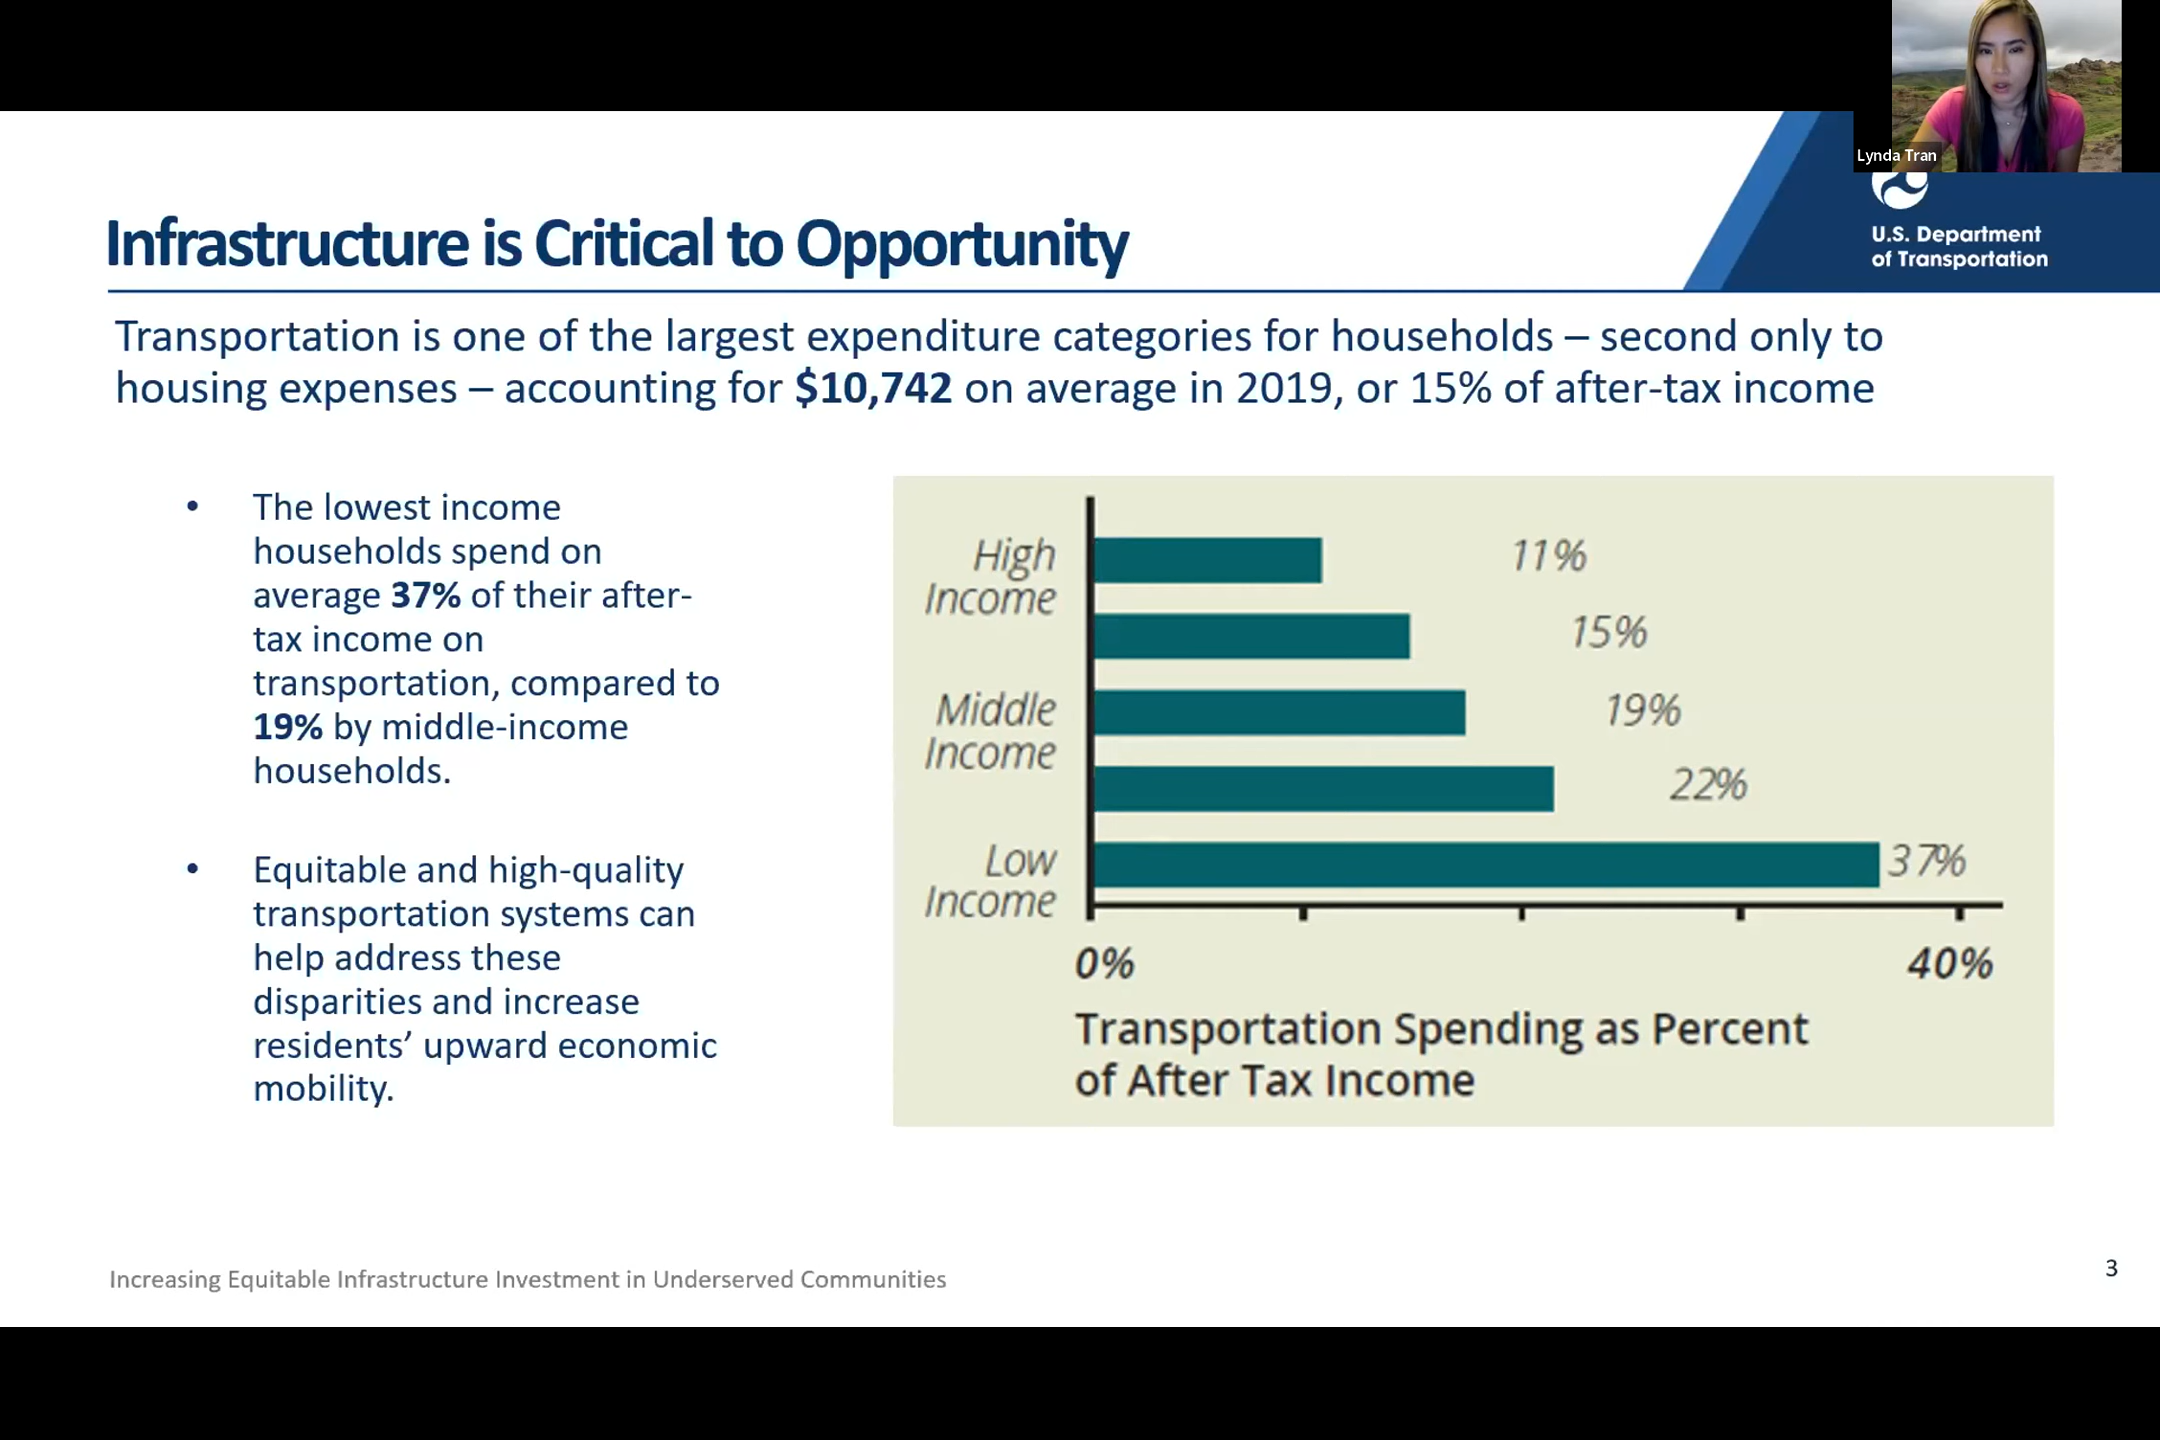 Lynda Tran
U.S. Department
of Transportation
Infrastructure is Critical to Opportunity
Transportation is one of the largest expenditure categories for households – second only to
housing expenses – accounting for $10,742 on average in 2019, or 15% of after-tax income
• The lowest income
households spend on
average 37% of their after-
tax income on
transportation, compared to
19% by middle-income
households.
• Equitable and high-quality
transportation systems can
help address these
disparities and increase
residents’ upward economic
mobility.
High
Income
11%
15%
Middle
Income
19%
22%
Low
Income
37%
0%
40%
Transportation Spending as Percent
of After Tax Income
Increasing Equitable Infrastructure Investment in Underserved Communities
3